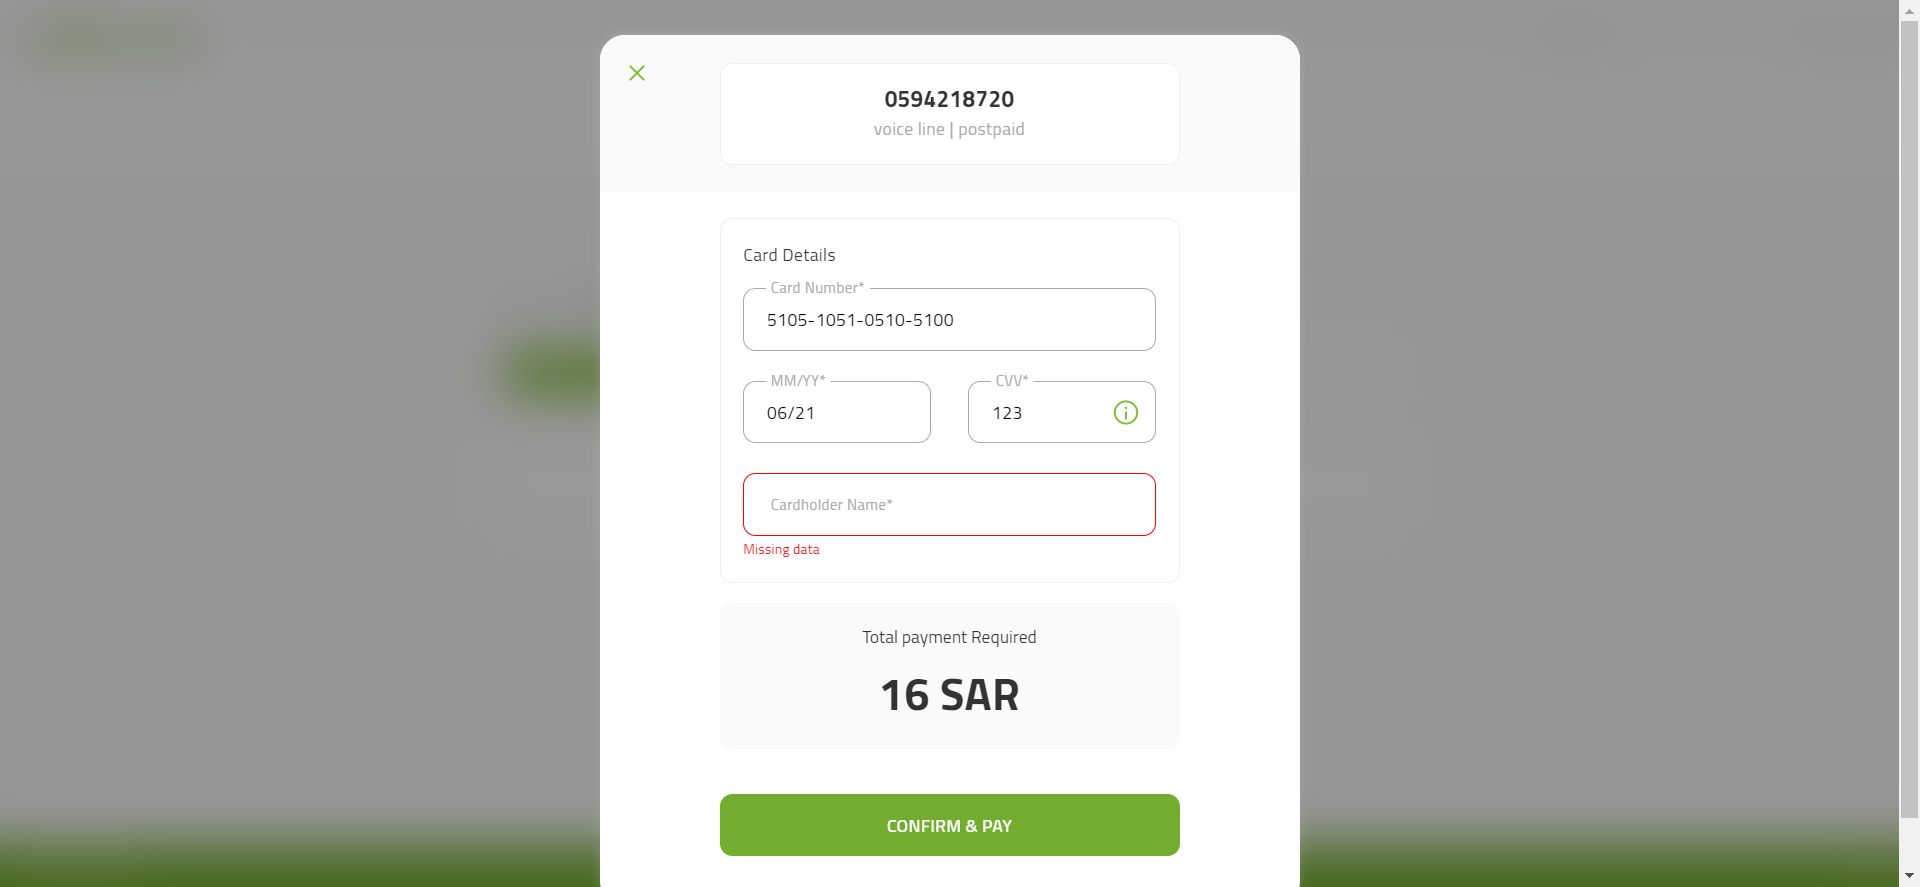 0594218720
voice line | postpaid
Card Details
Card Number*
5105-1051-0510-5100
MM/YY*
CVV*
06/21
123
Cardholder Name*
Missing data
Total payment Required
16 SAR
CONFIRM & PAY